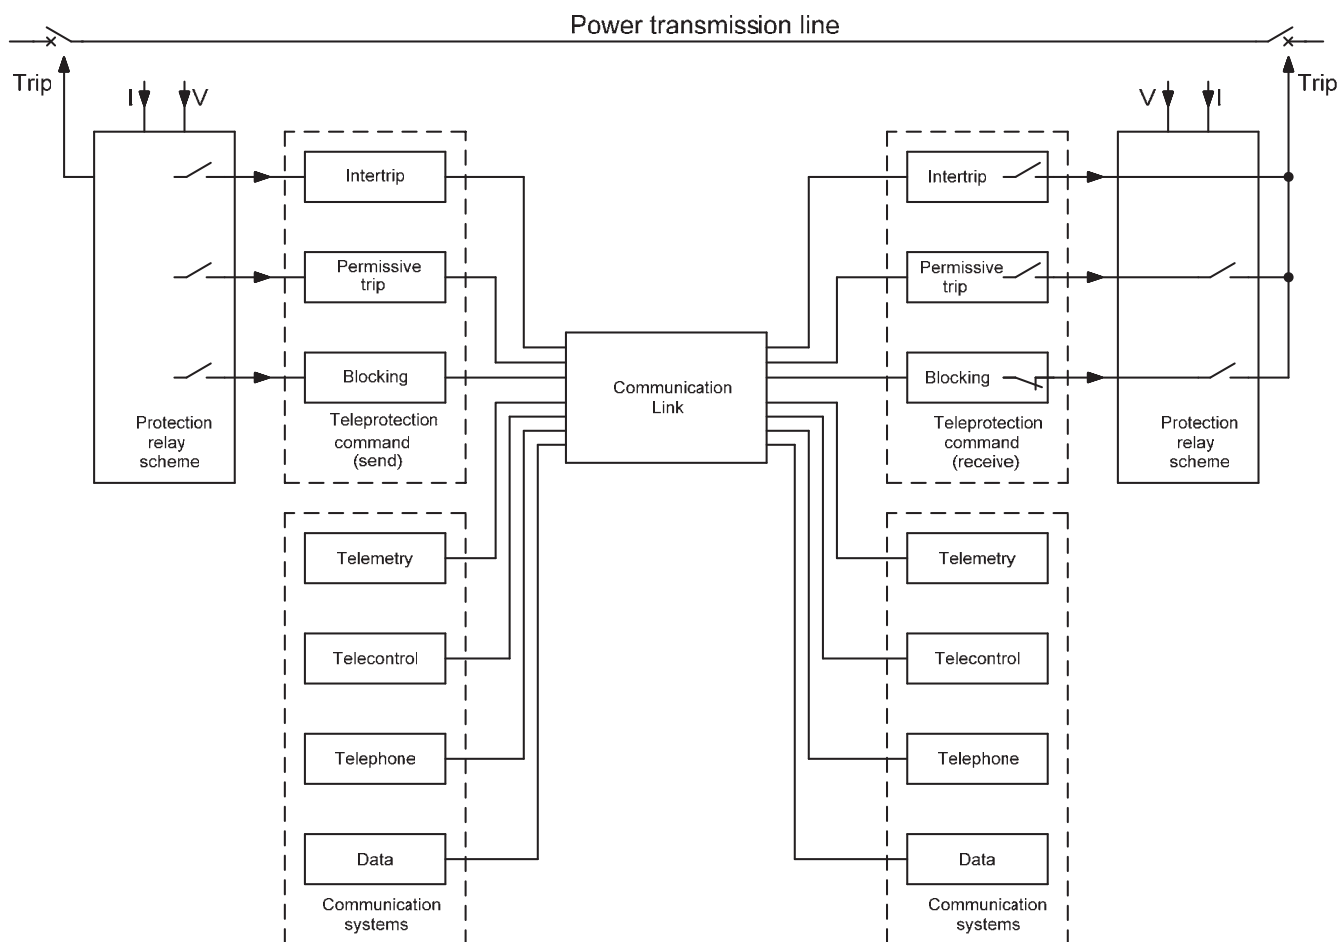 Power transmission line
Trip
I
V
V
I
Trip
Intertrip
Permissive
trip
Blocking
Teleprotection
command
(send)
Protection
relay
scheme
Communication
Link
Intertrip
Permissive
trip
Blocking
Teleprotection
command
(receive)
Protection
relay
scheme
Telemetry
Telecontrol
Telephone
Data
Communication
systems
Telemetry
Telecontrol
Telephone
Data
Communication
systems